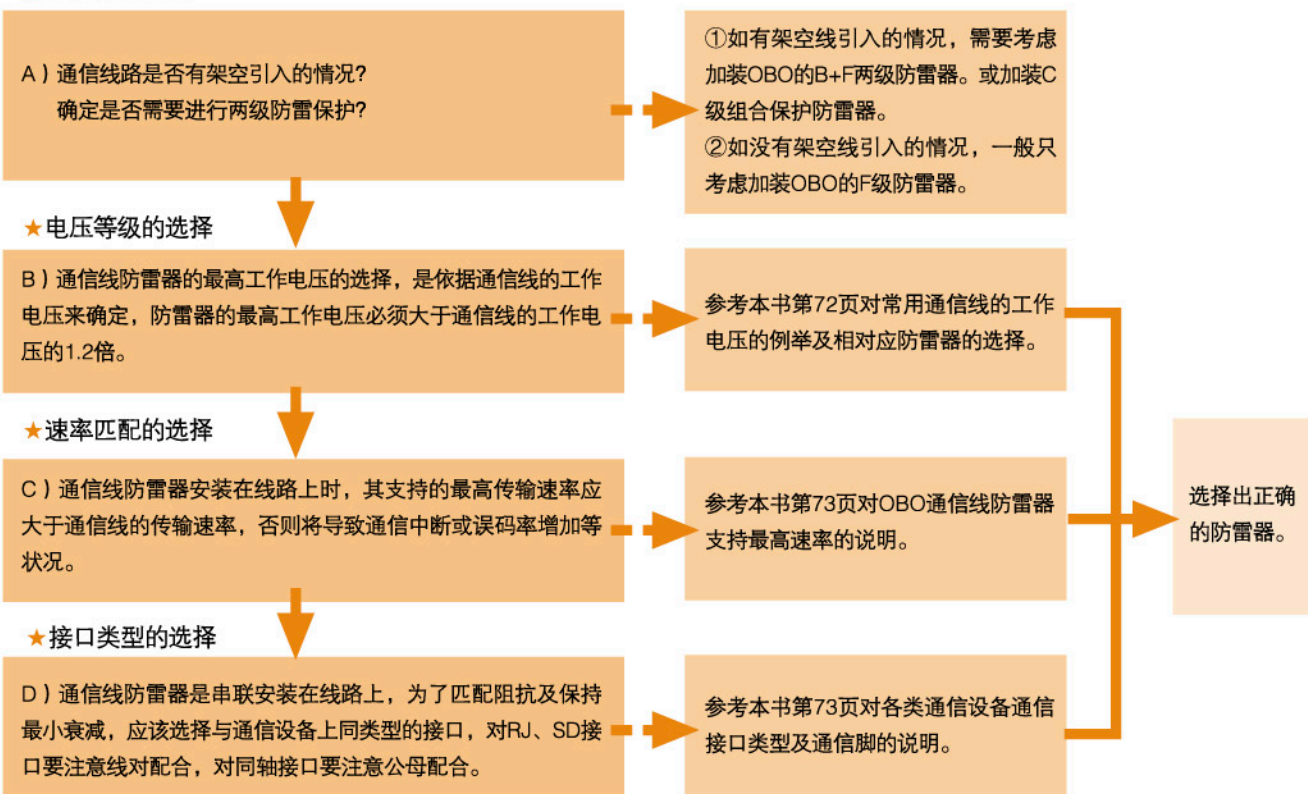 A）通信线路是否有架空引入的情况？
确定是否需要进行两级防雷保护？
①如有架空线引入的情况，需要考虑
加装OBO的B+F两级防雷器。或加装C
级组合保护防雷器。
②如没有架空线引入的情况，一般只
考虑加装OBO的F级防雷器。
★电压等级的选择
B）通信线防雷器的最高工作电压的选择，是依据通信线的工作
电压来确定，防雷器的最高工作电压必须大于通信线的工作电
压的1.2倍。
参考本书第72页对常用通信线的工作
电压的例举及相对应防雷器的选择。
★速率匹配的选择
C）通信线防雷器安装在线路上时，其支持的最高传输速率应
大于通信线的传输速率，否则将导致通信中断或误码率增加等
状况。
参考本书第73页对OBO通信线防雷器
支持最高速率的说明。
选择出正确
的防雷器。
★接口类型的选择
D）通信线防雷器是串联安装在线路上，为了匹配阻抗及保持
最小衰减，应该选择与通信设备上同类型的接口，对RJ、SD接
口要注意线对配合，对同轴接口要注意公母配合。
参考本书第73页对各类通信设备通信
接口类型及通信脚的说明。